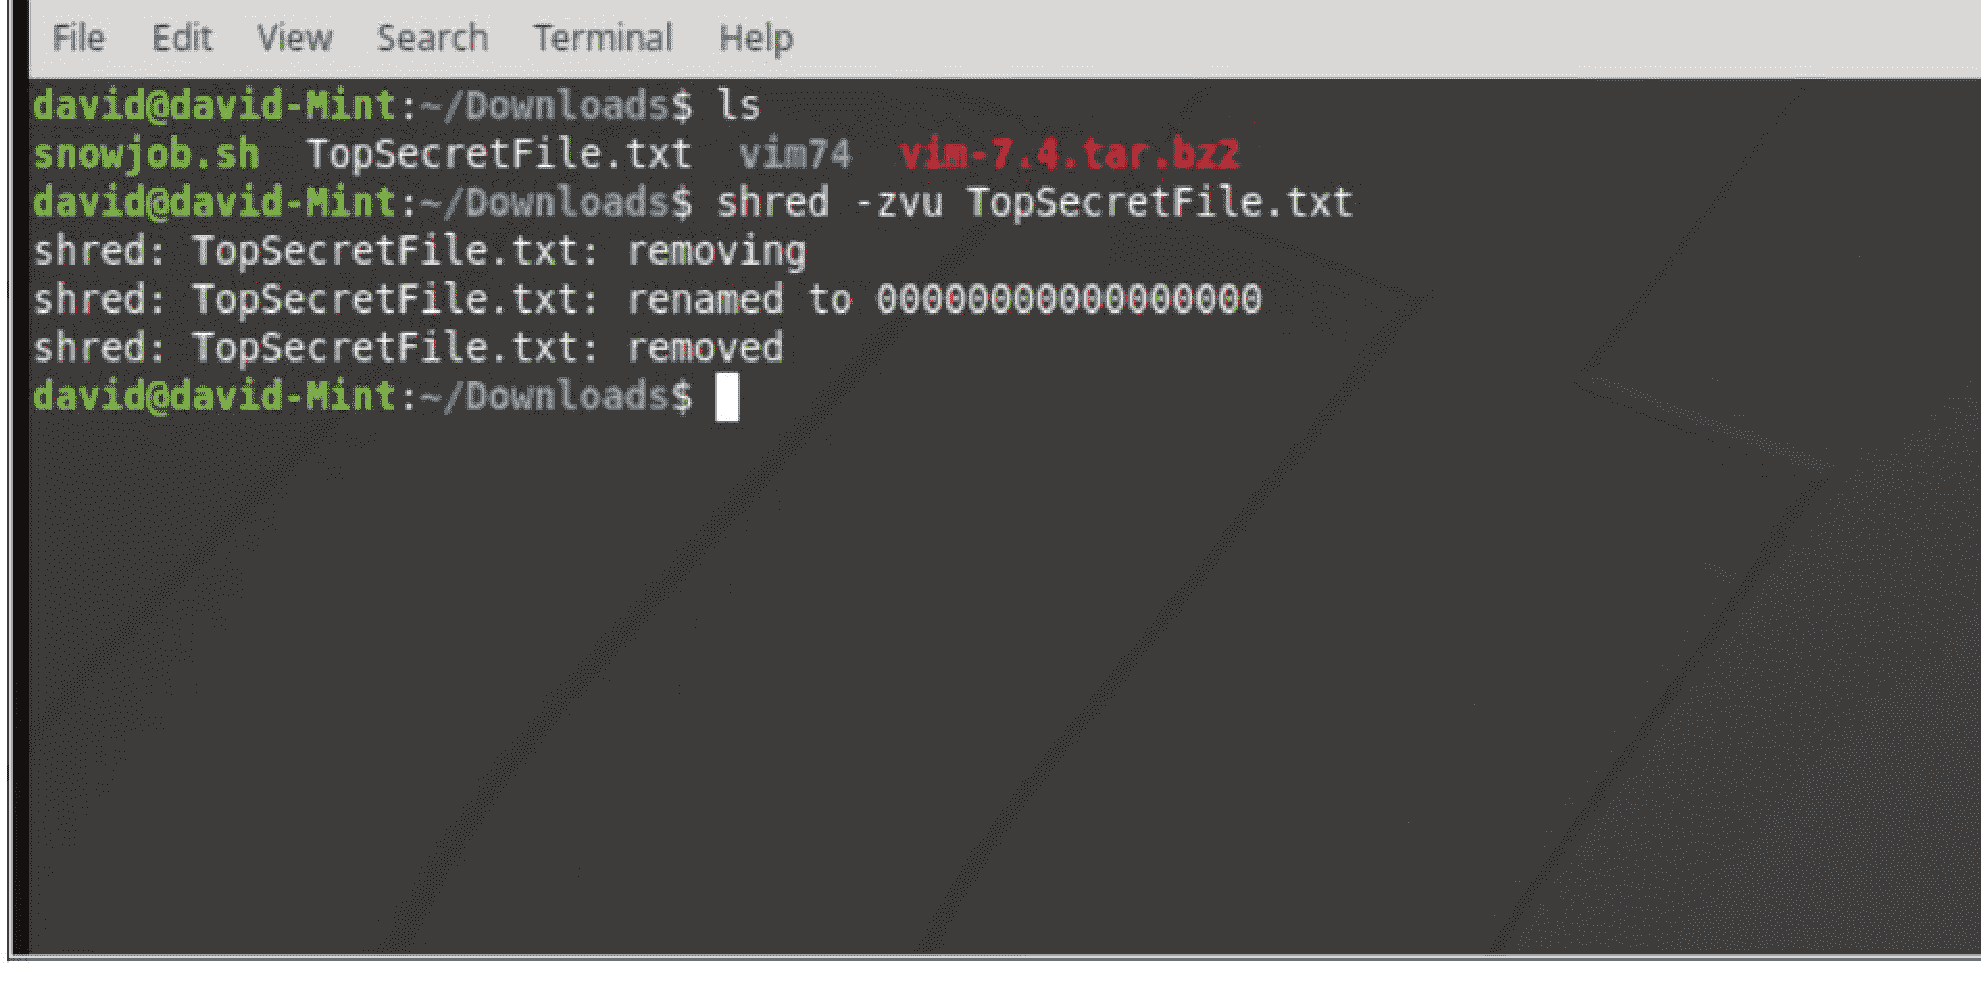 File Edit View Search Terminal Help
david@david-Mint:~/Downloads$ ls
snowjob.sh TopSecretFile.txt vim74 vim-7.4.tar.bz2
david@david-Mint:~/Downloads$ shred -zvu TopSecretFile.txt
shred: TopSecretFile.txt: removing
shred: TopSecretFile.txt: renamed to 00000000000000000
shred: TopSecretFile.txt: removed
david@david-Mint:~/Downloads$